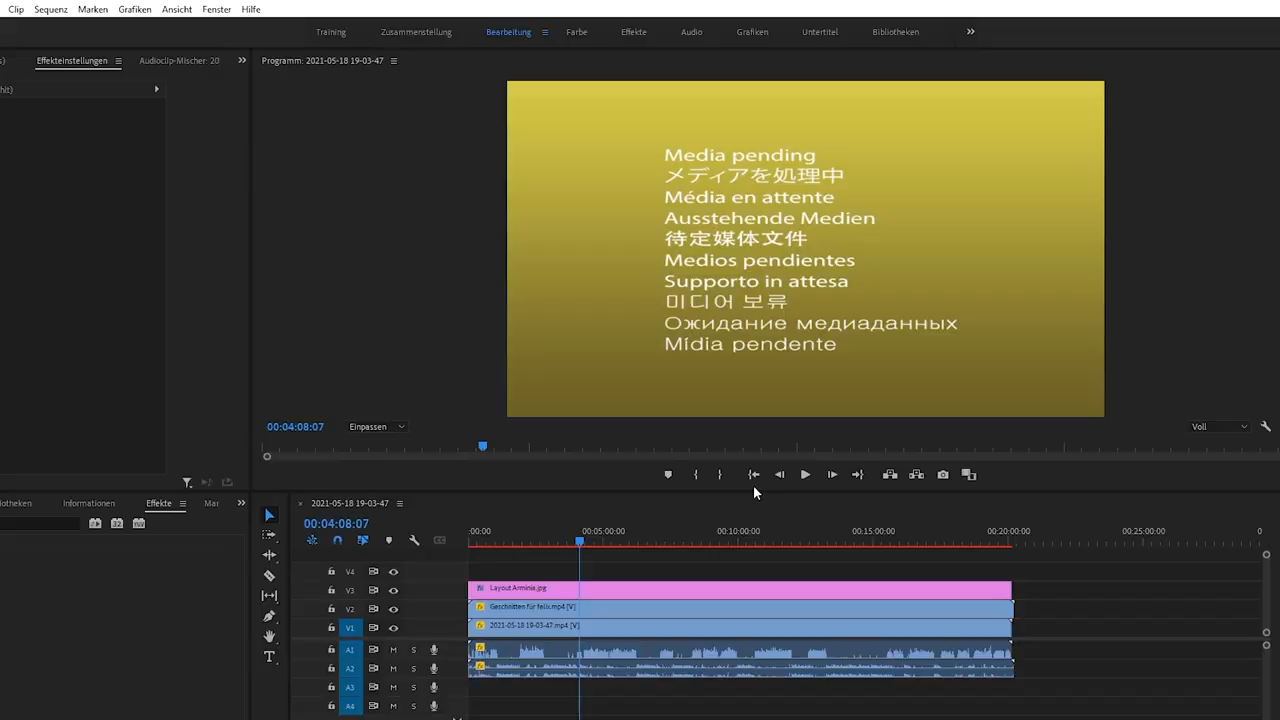 Clip Sequenz Marken Grafiken Ansicht Fenster Hilfe
Training Zusammenstellung Bearbeitung Farbe Effekte Audio Grafiken Untertitel Bibliotheken
Effekteinstellungen Audioclip-Mischer: 20
Programm: 2021-05-18 19-03-47
Media pending
メディアを処理中
Média en attente
Ausstehende Medien
待定媒体文件
Medios pendientes
Supporto in attesa
미디어 보류
Ожидание медиаданных
Mídia pendente
00:04:08:07 Einpassen Voll
Informationen Effekte
2021-05-18 19-03-47
00:04:08:07
:00:00 00:05:00:00 00:10:00:00 00:15:00:00 00:20:00:00 00:25:00:00 0
V4
V3 Layout Arminia.jpg
V2 Geschnitten für felix.mp4 [V]
V1 2021-05-18 19-03-47.mp4 [V]
A1 M S
A2 M S
A3 M S
A4 M S